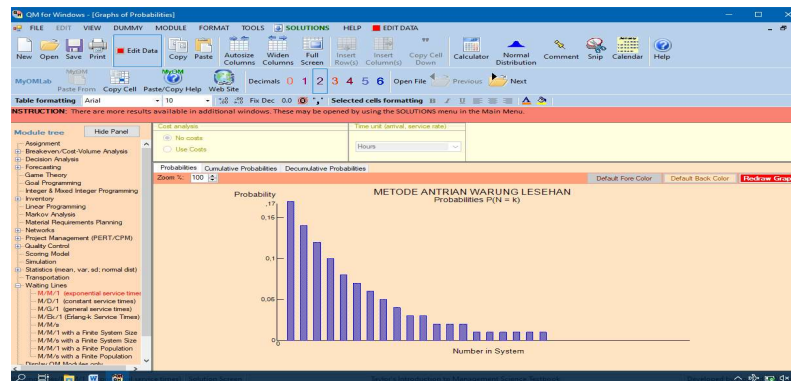 QM for Windows - [Graphs of Probabilities]
FILE EDIT VIEW DUMMY MODULE FORMAT TOOLS SOLUTIONS HELP EDIT DATA
New Open Save Print Edit Data Copy Paste Autosize Columns Widen Columns Full Screen Insert Row(s) Insert Column(s) Copy Cell Down Calculator Normal Distribution Comment Snip Calendar Help
MyOMLab Paste From Copy Cell Paste/Copy Help Web Site Decimals 0 1 2 3 4 5 6 Open File Previous Next
Table formatting Arial 10 Fix Dec 0.0 Selected cells formatting B I U
NSTRUCTION: There are more results available in additional windows. These may be opened by using the SOLUTIONS menu in the Main Menu.
Module tree Hide Panel
Cost analysis
No costs
Use Costs
Time unit (arrival, service rate)
Hours
Assignment
Breakeven/Cost-Volume Analysis
Decision Analysis
Forecasting
Game Theory
Goal Programming
Integer & Mixed Integer Programming
Inventory
Linear Programming
Markov Analysis
Material Requirements Planning
Networks
Project Management (PERT/CPM)
Quality Control
Scoring Model
Simulation
Statistics (mean, var, sd; normal dist)
Transportation
Waiting Lines
M/M/1 (exponential service times
M/D/1 (constant service times)
M/G/1 (general service times)
M/Ek/1 (Erlang-k Service Times)
M/M/s
M/M/1 with a Finite System Size
M/M/s with a Finite System Size
M/M/1 with a Finite Population
M/M/s with a Finite Population
Display OM Modules only
Probabilities Cumulative Probabilities Decumulative Probabilities
Zoom %: 100 Default Fore Color Default Back Color Redraw Grap
METODE ANTRIAN WARUNG LESEHAN
Probabilities P(N = k)
Probability
,17
0,16
0,1
0,06
0
0
Number in System